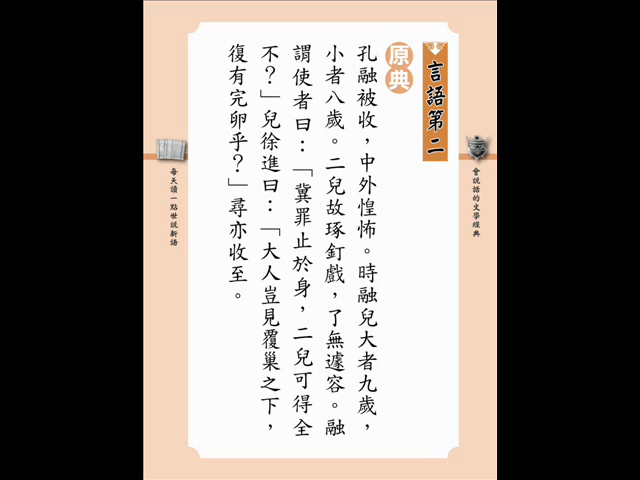 會說話的文學經典
言語第二
原典
孔融被收，中外惶怖。時融兒大者九歲，
小者八歲。二兒故琢釘戲，了無遽容。融
謂使者曰：「冀罪止於身，二兒可得全
不？」兒徐進曰：「大人豈見覆巢之下，
復有完卵乎？」尋亦收至。
每天讀一點世說新語